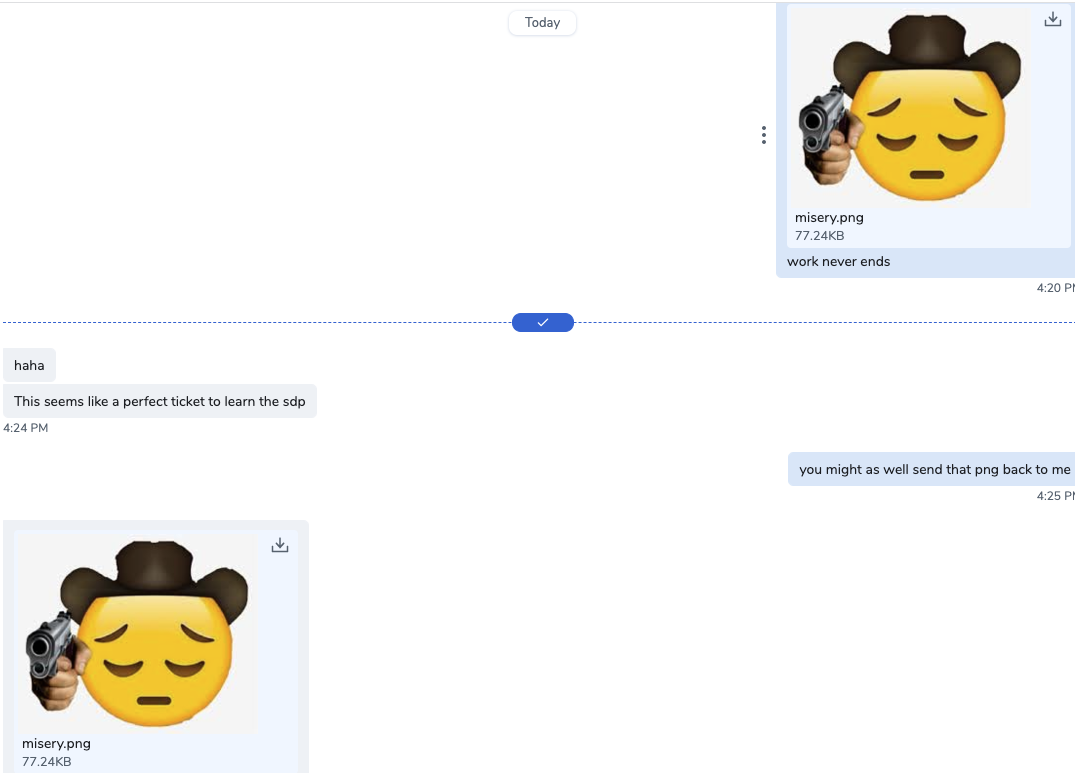 Today
misery.png
77.24KB
work never ends
4:20 PM
haha
This seems like a perfect ticket to learn the sdp
4:24 PM
you might as well send that png back to me
4:25 PM
misery.png
77.24KB